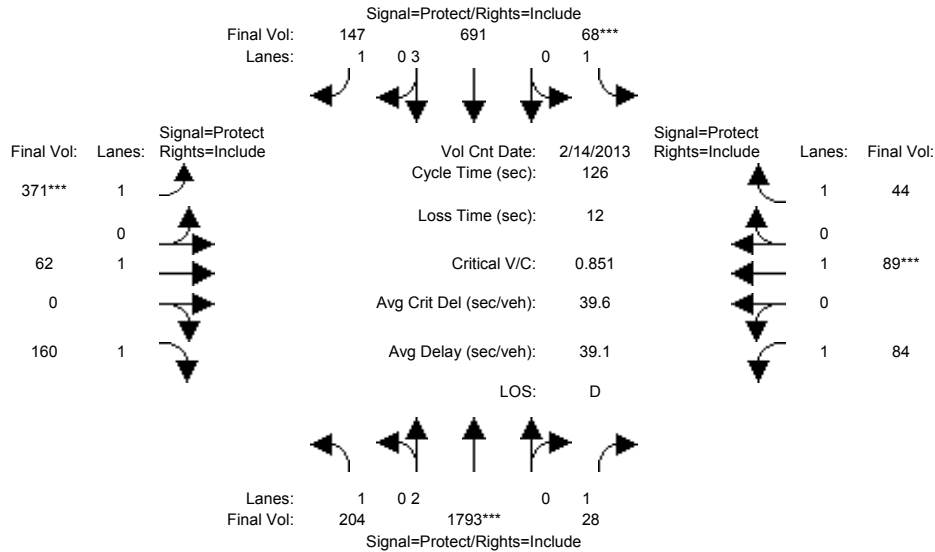 Signal=Protect/Rights=Include
Final Vol: 147 691 68***
Lanes: 1 0 3 0 1
Signal=Protect Signal=Protect
Final Vol: Lanes: Rights=Include Vol Cnt Date: 2/14/2013 Rights=Include Lanes: Final Vol:
Cycle Time (sec): 126
371*** 1 1 44
Loss Time (sec): 12
0 0
62 1 Critical V/C: 0.851 1 89***
0 0 Avg Crit Del (sec/veh): 39.6 0
160 1 Avg Delay (sec/veh): 39.1 1 84
LOS: D
Lanes: 1 0 2 0 1
Final Vol: 204 1793*** 28
Signal=Protect/Rights=Include